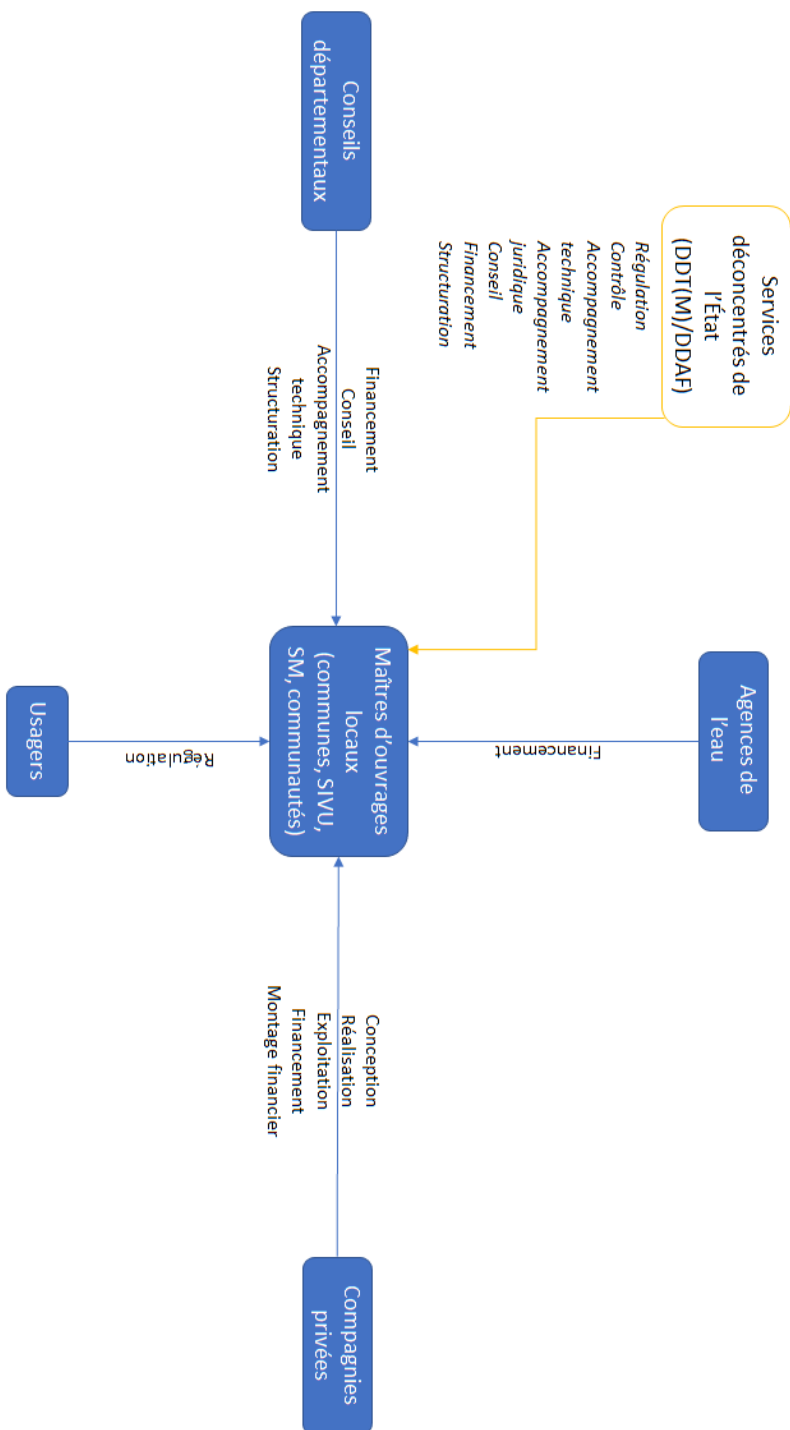 Services
déconcentrés de
l'État
(DDT(M)/DDAF)
Régulation
Contrôle
Accompagnement
technique
Accompagnement
juridique
Conseil
Financement
Structuration
Agences de
l'eau
Financement
Conseils
départementaux
Financement
Conseil
Accompagnement
technique
Structuration
Maîtres d'ouvrages
locaux
(communes, SIVU,
SM, communautés)
Conception
Réalisation
Exploitation
Financement
Montage financier
Compagnies
privées
Régulation
Usagers